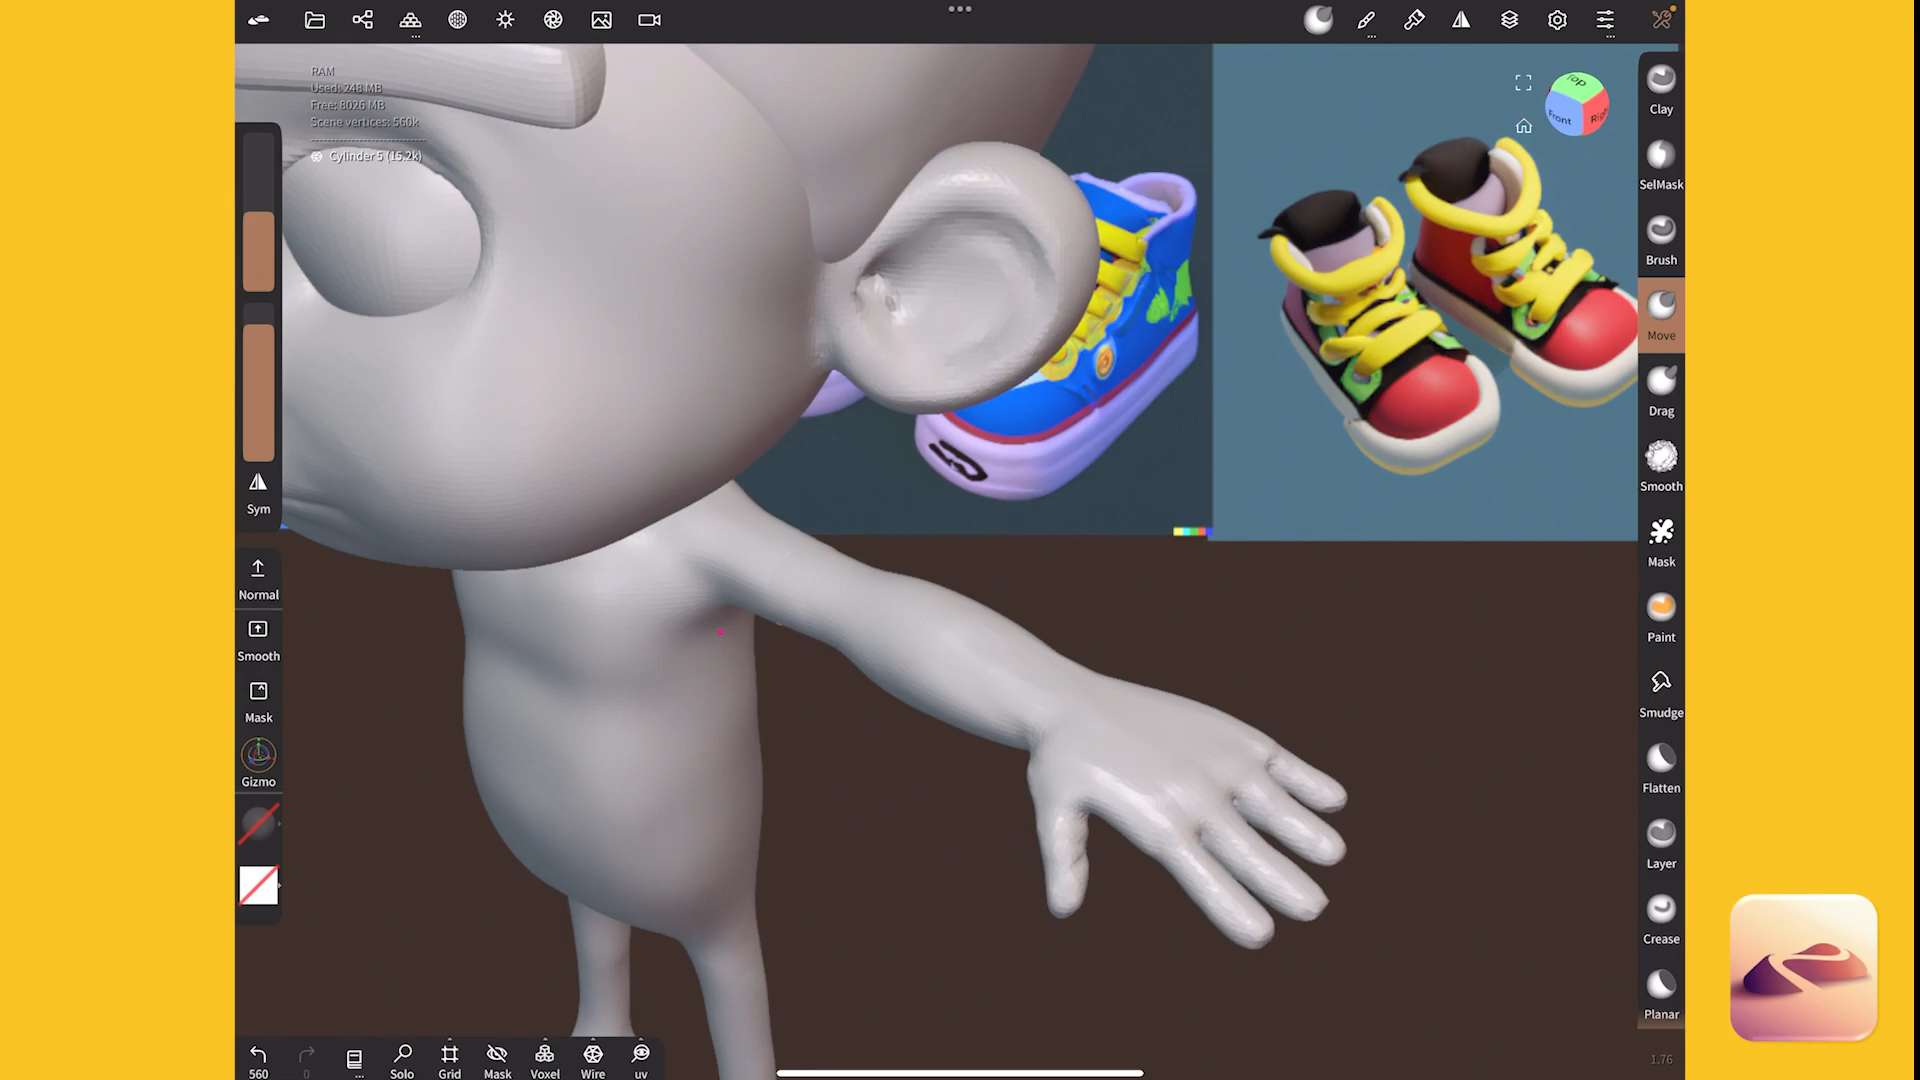 RAM
Used: 248 MB
Free: 8026 MB
Scene vertices: 560k
Cylinder 5 (15.2k)
Top
Front
Right
Sym
Normal
Smooth
Mask
Gizmo
Clay
SelMask
Brush
Move
Drag
Smooth
Mask
Paint
Smudge
Flatten
Layer
Crease
Planar
1.76
560
0
Solo
Grid
Mask
Voxel
Wire
uv